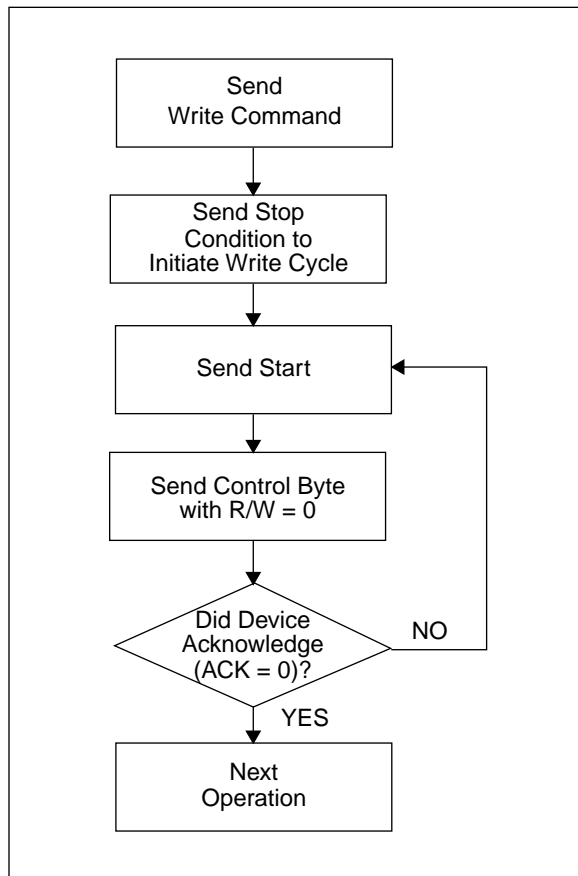 Send
Write Command
Send Stop
Condition to
Initiate Write Cycle
Send Start
Send Control Byte
with R/W = 0
Did Device
Acknowledge
(ACK = 0)?
NO
YES
Next
Operation